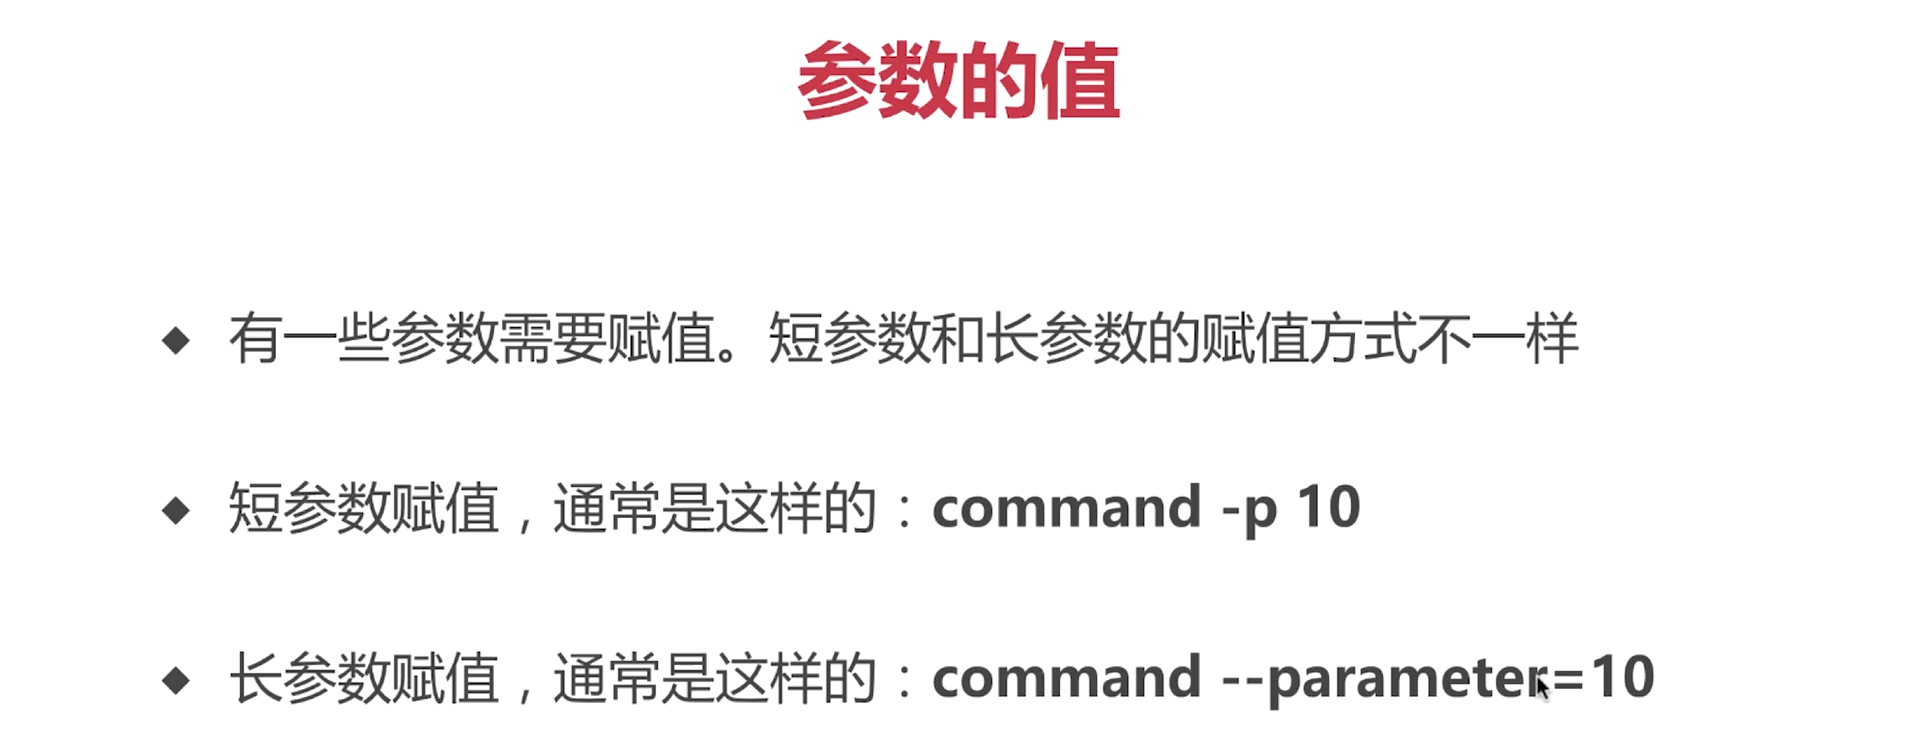 参数的值
有一些参数需要赋值。短参数和长参数的赋值方式不一样
短参数赋值，通常是这样的：command -p 10
长参数赋值，通常是这样的：command --parameter=10